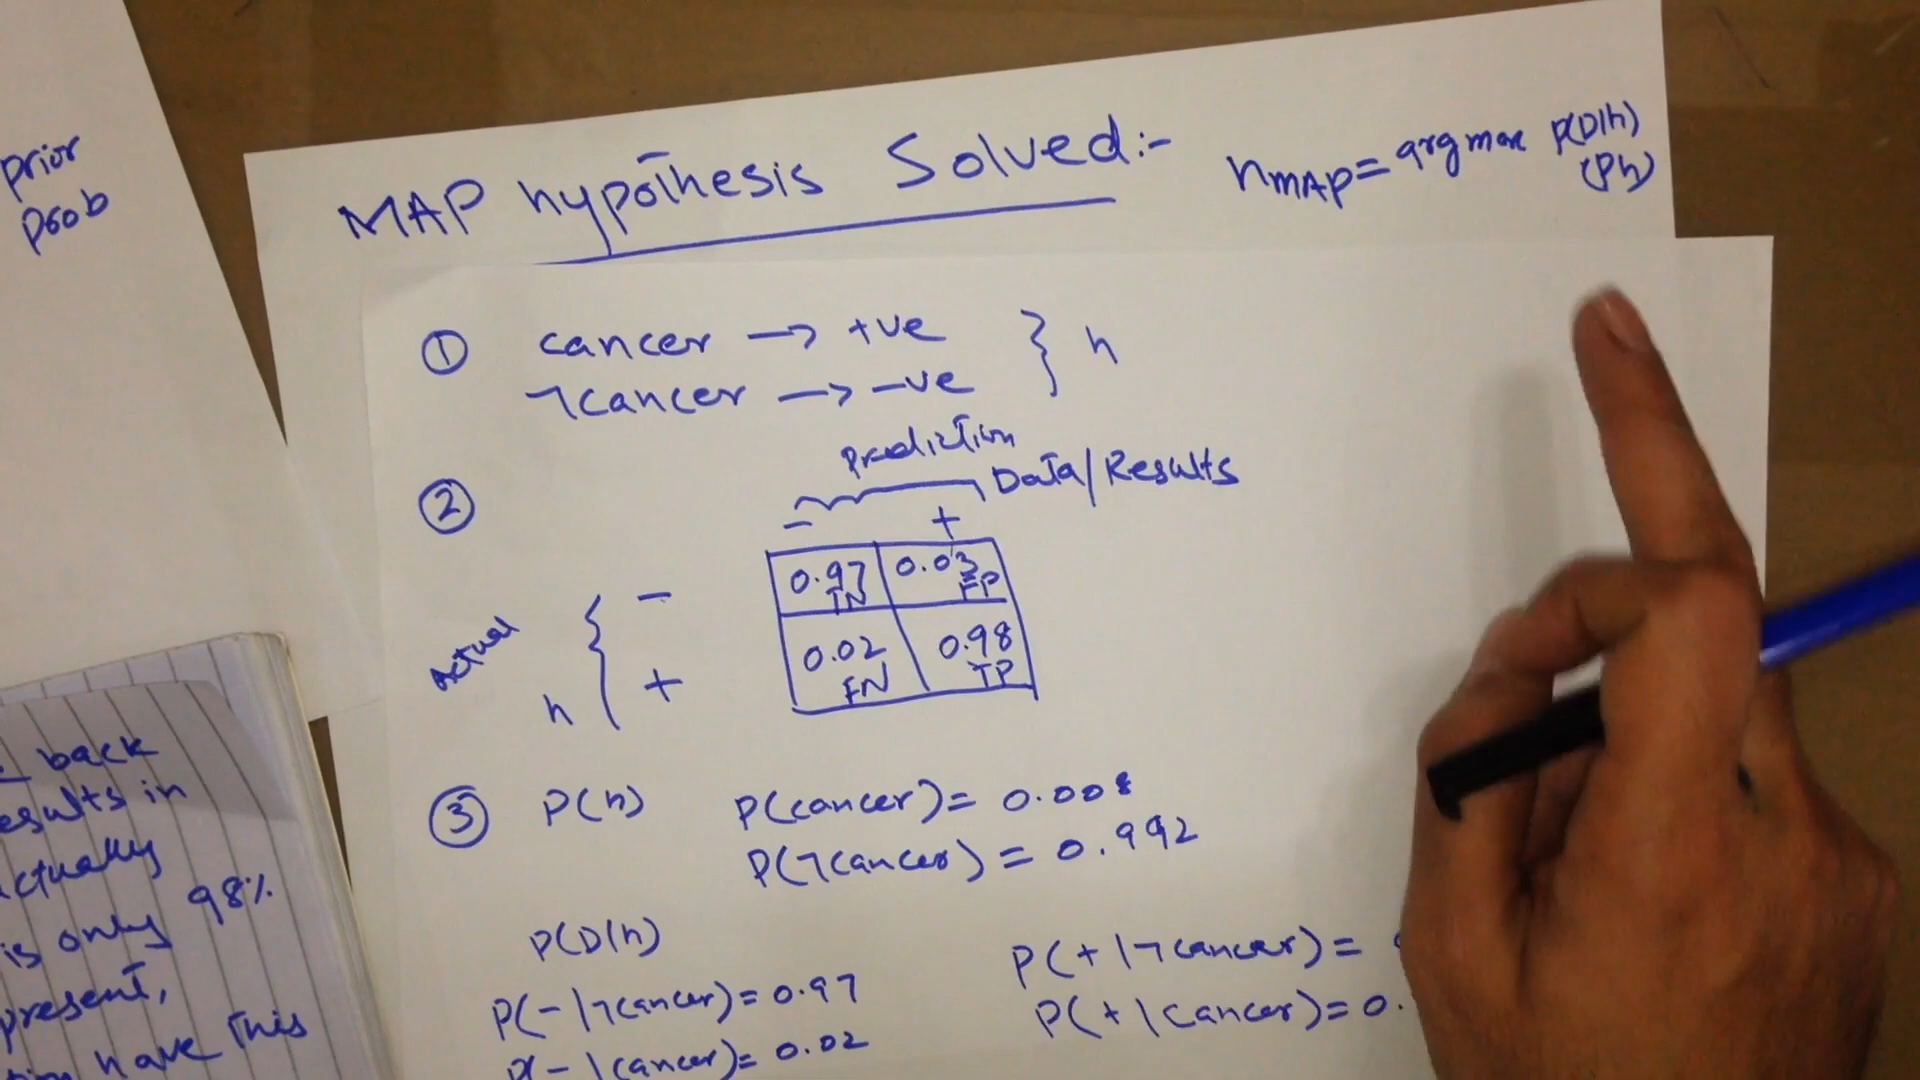 prior
prob
MAP hypothesis Solved:-
hMAP = argmax P(D|h)
(Ph)
① cancer → +ve
¬cancer → -ve } h
Prediction
② Data/Results
- +
0.97 0.03
TN FP
Actual { -
h +
0.02 0.98
FN TP
③ P(h) P(cancer) = 0.008
P(¬cancer) = 0.992
P(D|h)
P(-|¬cancer) = 0.97
P(-|cancer) = 0.02
P(+|¬cancer) =
P(+|cancer) = 0.
back
esults in
ctually
is only 98%
present,
have this